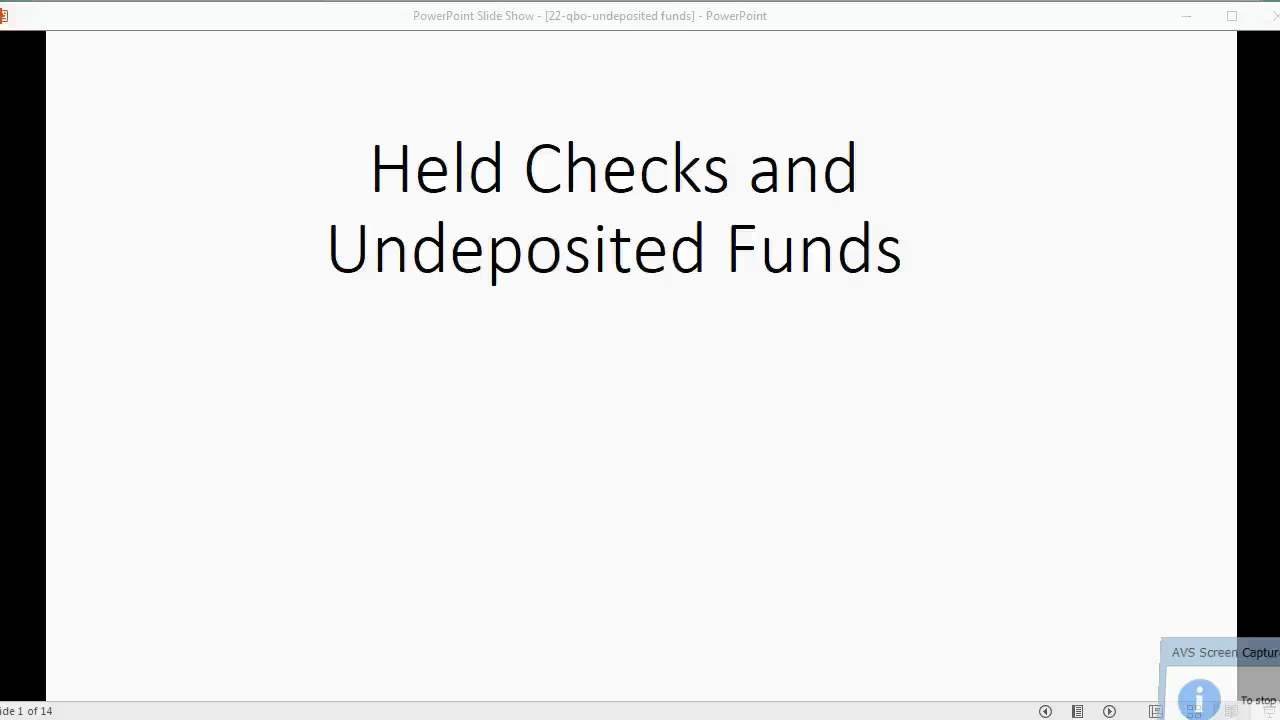 PowerPoint Slide Show - [22-qbo-undeposited funds] - PowerPoint
Held Checks and
Undeposited Funds
AVS Screen Captur
To stop
ide 1 of 14